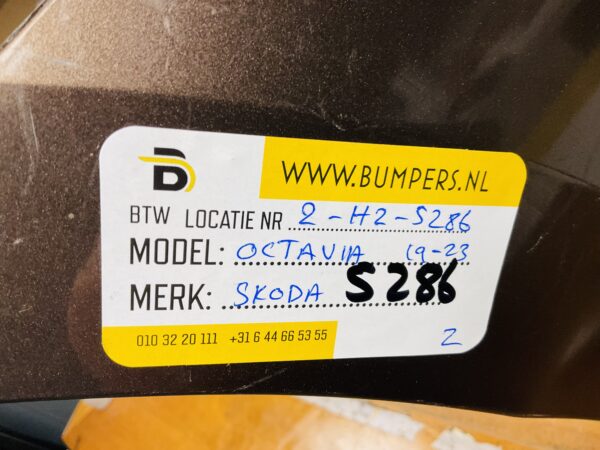 B
WWW.BUMPERS.NL
BTW LOCATIE NR 2-H2-S286
MODEL: OCTAVIA 19-23
MERK: SKODA S286
010 32 20 111 +31 6 44 66 53 55
Z